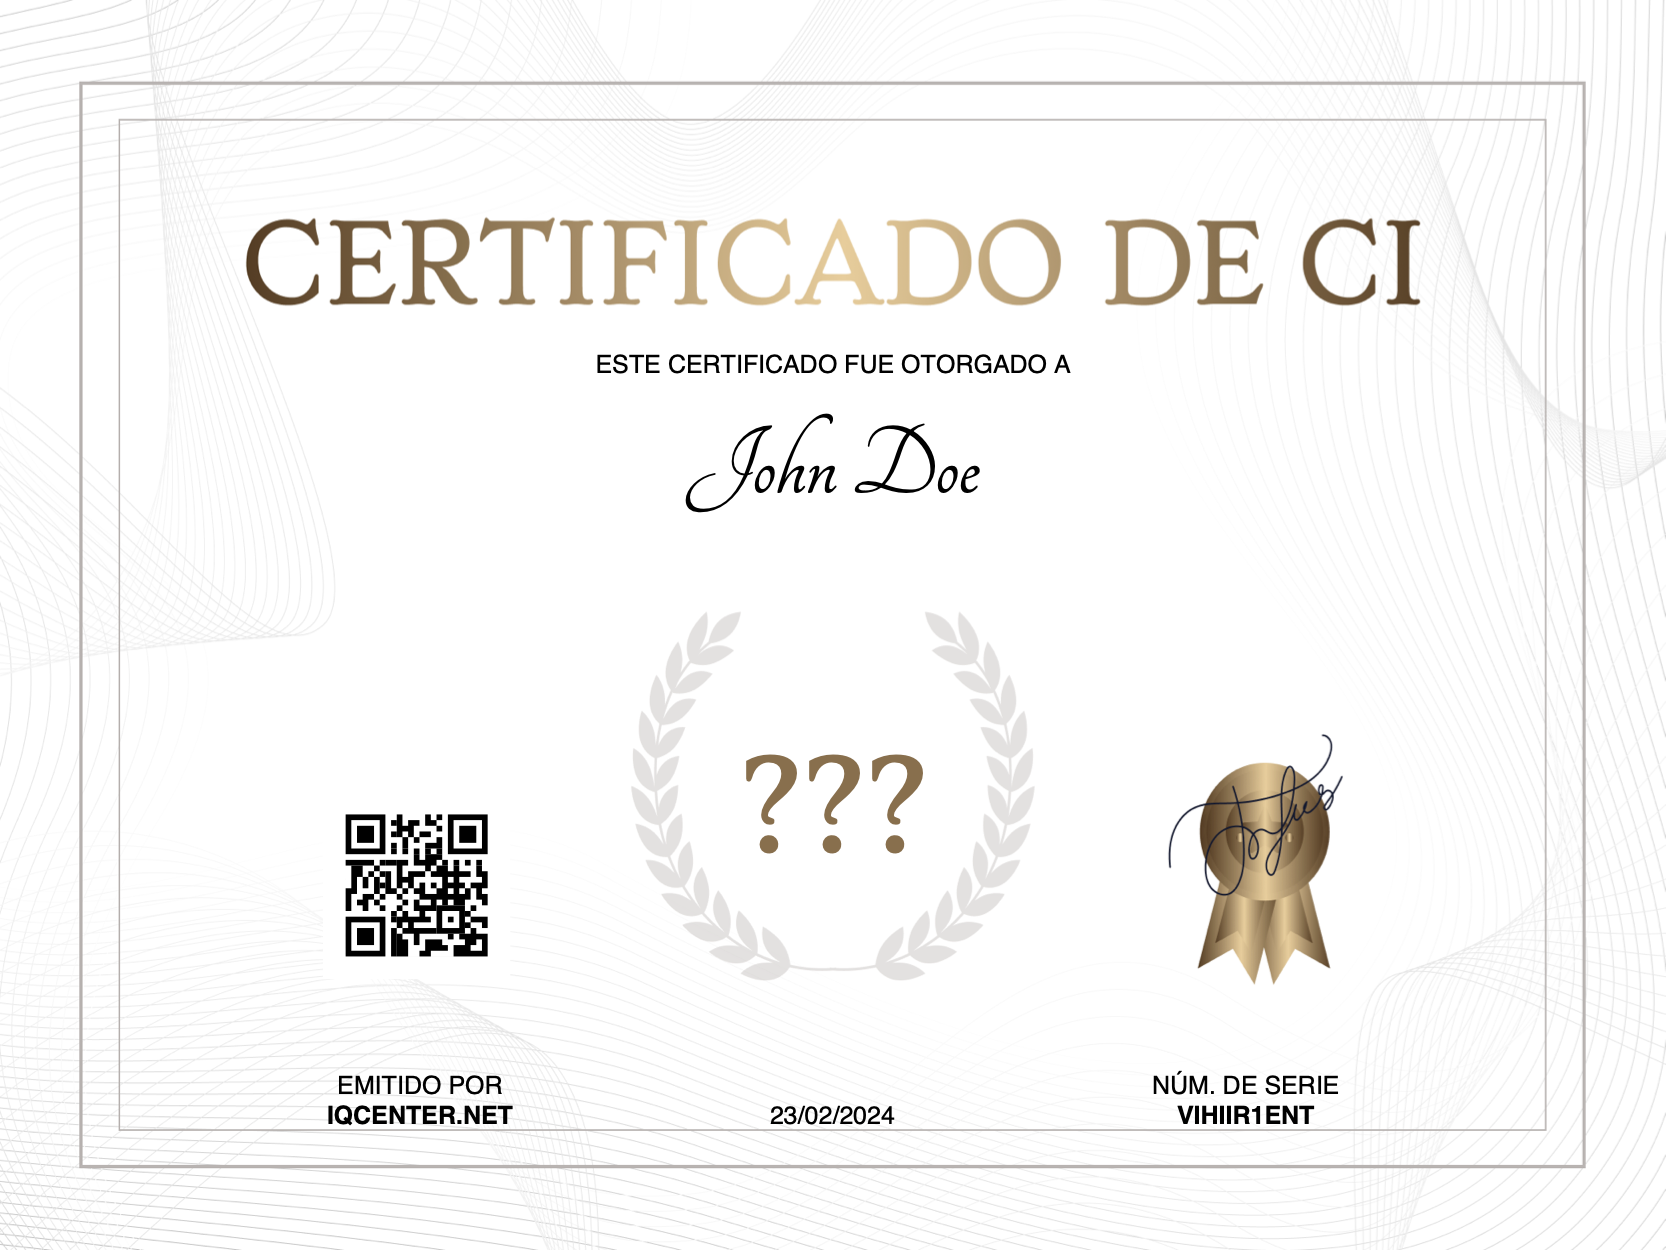 CERTIFICADO DE CI
ESTE CERTIFICADO FUE OTORGADO A
John Doe
???
EMITIDO POR
IQCENTER.NET
23/02/2024
NÚM. DE SERIE
VIHIIR1ENT